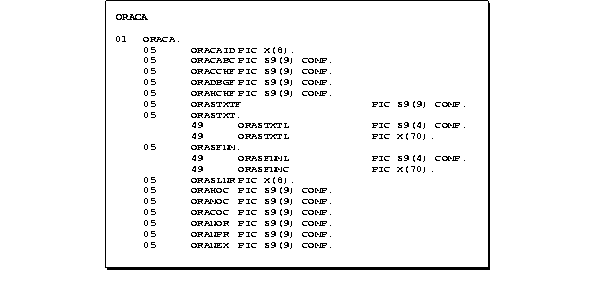 ORACA
01 ORACA.
05 ORACAID PIC X(8).
05 ORACABC PIC S9(9) COMP.
05 ORACCHF PIC S9(9) COMP.
05 ORADBGF PIC S9(9) COMP.
05 ORAHCHF PIC S9(9) COMP.
05 ORASTXTF PIC S9(9) COMP.
05 ORASTXT.
49 ORASTXTL PIC S9(4) COMP.
49 ORASTXTL PIC X(70).
05 ORASFNM.
49 ORASFNML PIC S9(4) COMP.
49 ORASFNMC PIC X(70).
05 ORASLNR PIC X(8).
05 ORAHOC PIC S9(9) COMP.
05 ORAMOC PIC S9(9) COMP.
05 ORACOC PIC S9(9) COMP.
05 ORANOR PIC S9(9) COMP.
05 ORANPR PIC S9(9) COMP.
05 ORANEX PIC S9(9) COMP.